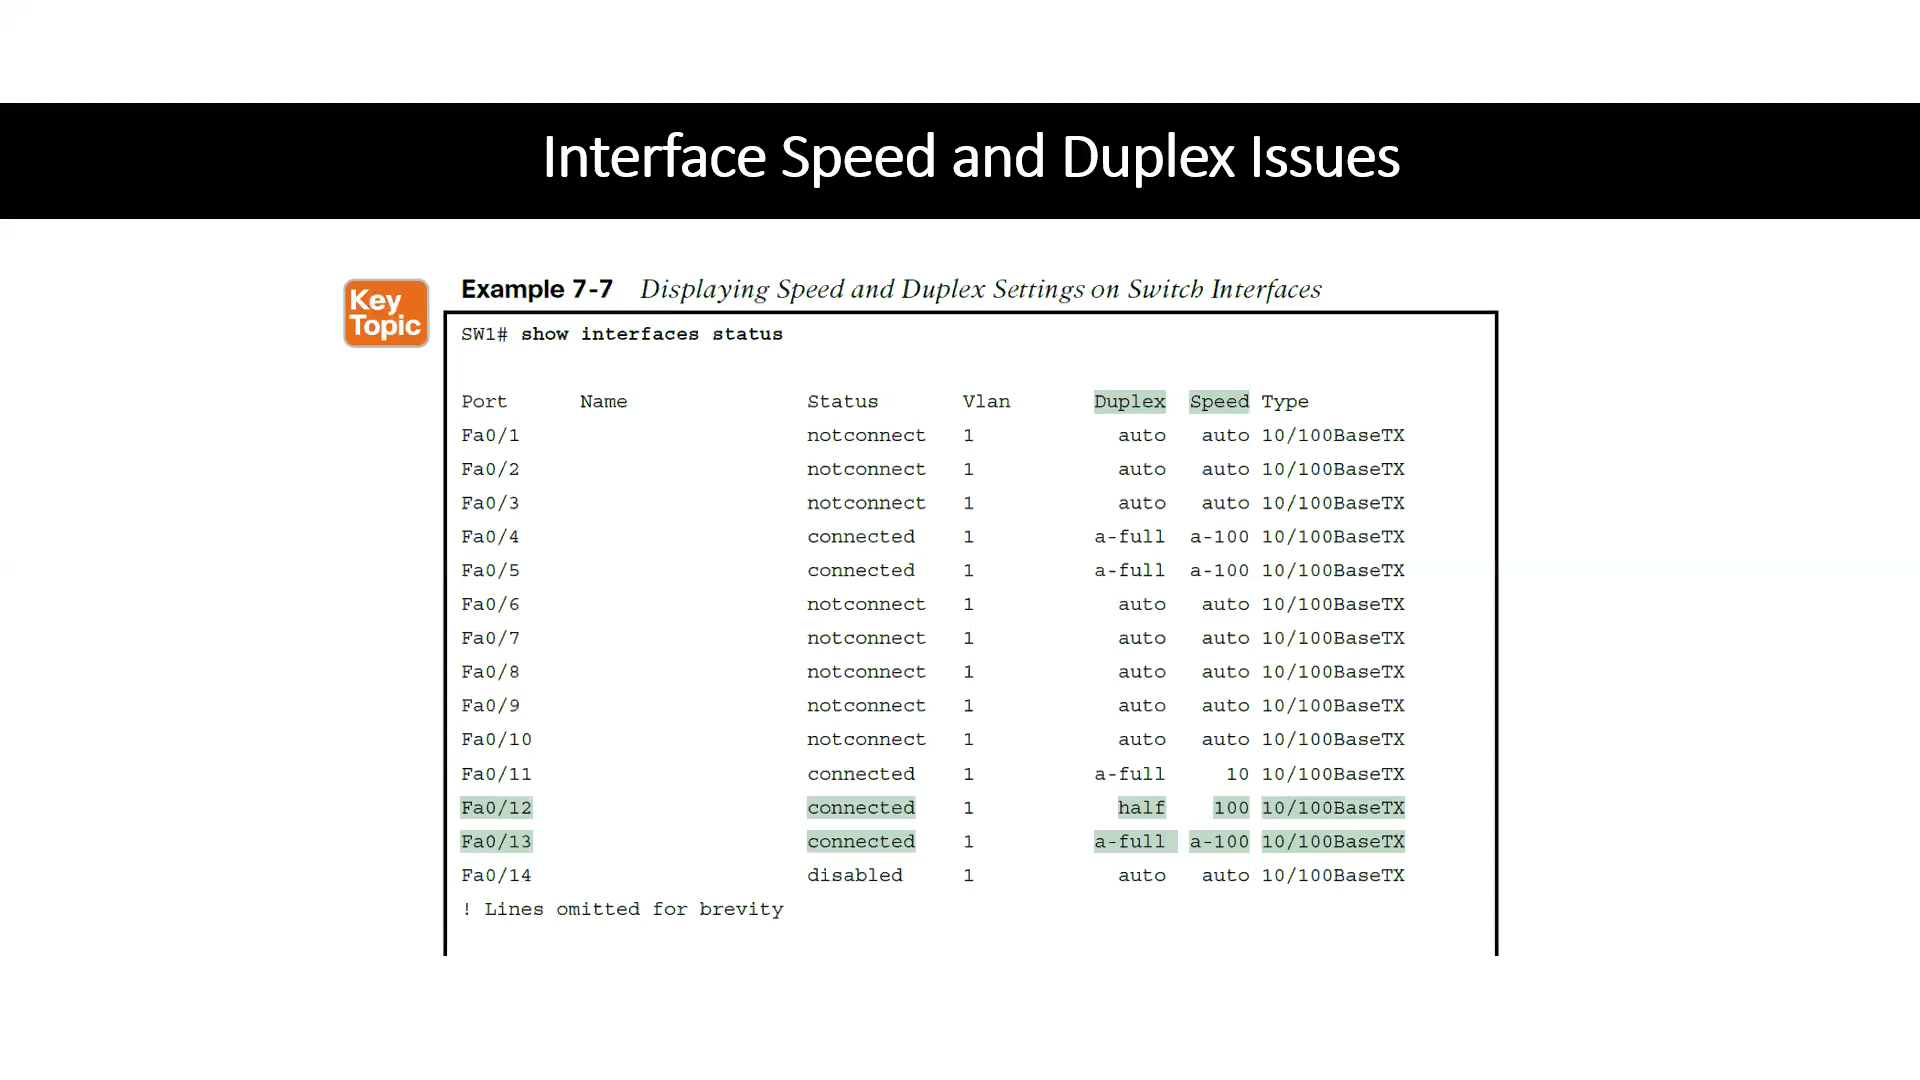 Interface Speed and Duplex Issues
Key
Topic
Example 7-7 Displaying Speed and Duplex Settings on Switch Interfaces
SW1# show interfaces status
Port Name Status Vlan Duplex Speed Type
Fa0/1 notconnect 1 auto auto 10/100BaseTX
Fa0/2 notconnect 1 auto auto 10/100BaseTX
Fa0/3 notconnect 1 auto auto 10/100BaseTX
Fa0/4 connected 1 a-full a-100 10/100BaseTX
Fa0/5 connected 1 a-full a-100 10/100BaseTX
Fa0/6 notconnect 1 auto auto 10/100BaseTX
Fa0/7 notconnect 1 auto auto 10/100BaseTX
Fa0/8 notconnect 1 auto auto 10/100BaseTX
Fa0/9 notconnect 1 auto auto 10/100BaseTX
Fa0/10 notconnect 1 auto auto 10/100BaseTX
Fa0/11 connected 1 a-full 10 10/100BaseTX
Fa0/12 connected 1 half 100 10/100BaseTX
Fa0/13 connected 1 a-full a-100 10/100BaseTX
Fa0/14 disabled 1 auto auto 10/100BaseTX
! Lines omitted for brevity